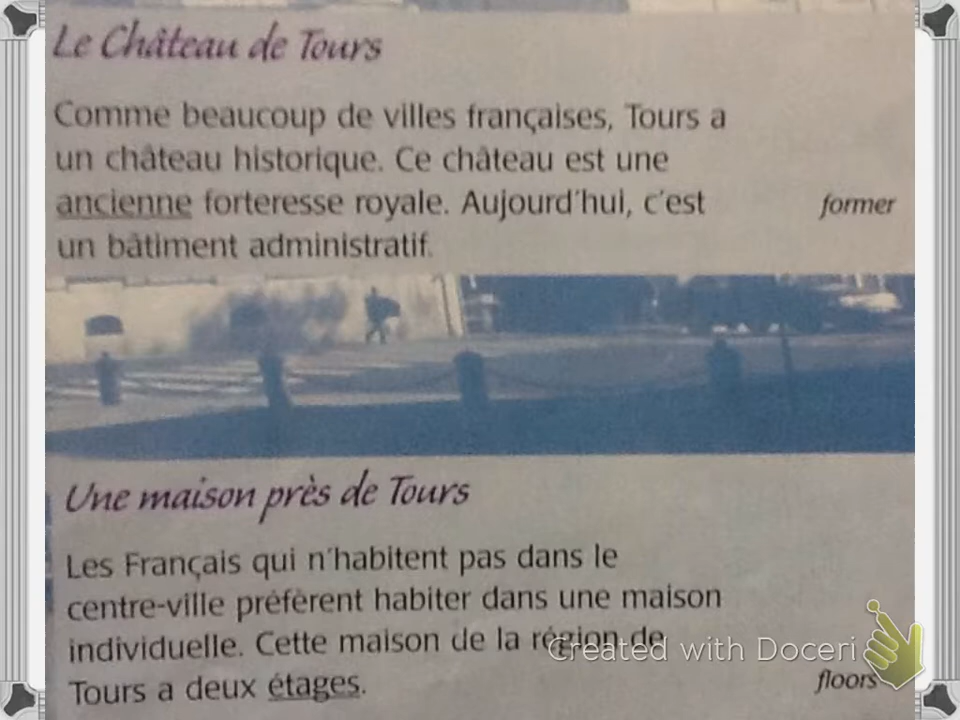 Le Château de Tours
Comme beaucoup de villes françaises, Tours a
un château historique. Ce château est une
ancienne forteresse royale. Aujourd'hui, c'est
former
un bâtiment administratif.
Une maison près de Tours
Les Français qui n'habitent pas dans le
centre-ville préfèrent habiter dans une maison
individuelle. Cette maison de la région de
Created with Doceri
Tours a deux étages.
floors